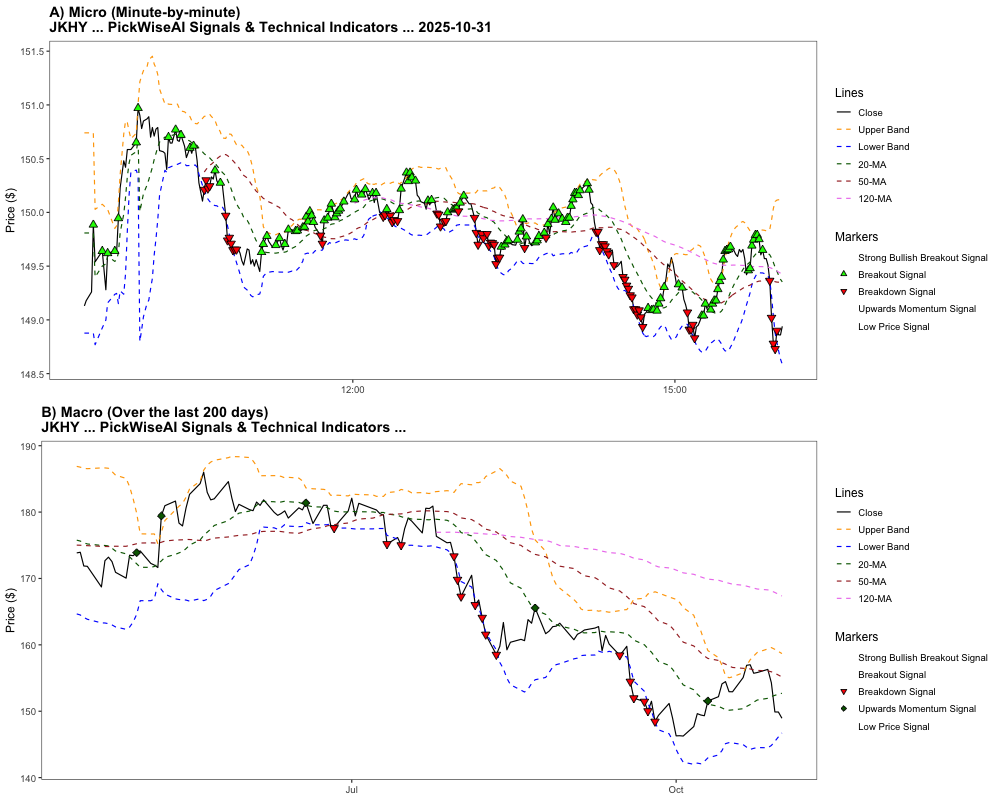 A) Micro (Minute-by-minute)
JKHY ... PickWiseAI Signals & Technical Indicators ... 2025-10-31
Price ($)
151.5
151.0
150.5
150.0
149.5
149.0
148.5
12:00
15:00
Lines
Close
Upper Band
Lower Band
20-MA
50-MA
120-MA
Markers
Strong Bullish Breakout Signal
Breakout Signal
Breakdown Signal
Upwards Momentum Signal
Low Price Signal
B) Macro (Over the last 200 days)
JKHY ... PickWiseAI Signals & Technical Indicators ...
Price ($)
190
180
170
160
150
140
Jul
Oct
Lines
Close
Upper Band
Lower Band
20-MA
50-MA
120-MA
Markers
Strong Bullish Breakout Signal
Breakout Signal
Breakdown Signal
Upwards Momentum Signal
Low Price Signal